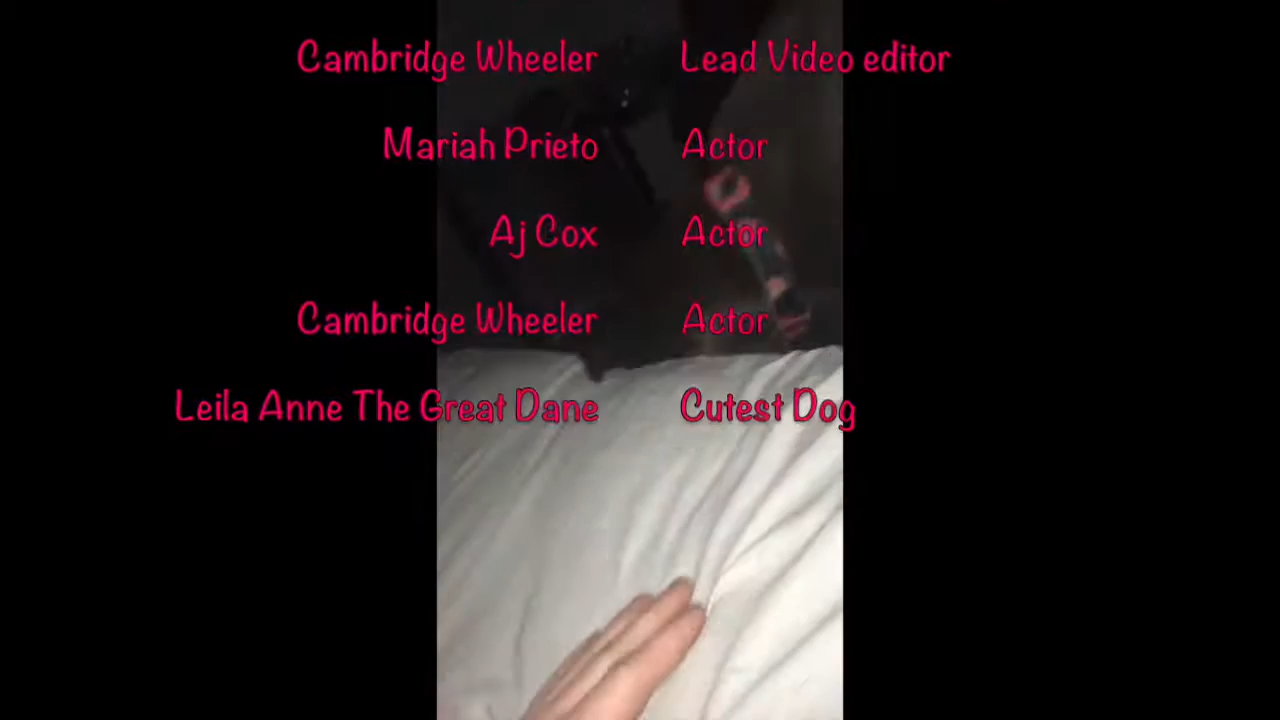 Cambridge Wheeler Lead Video editor
Mariah Prieto Actor
Aj Cox Actor
Cambridge Wheeler Actor
Leila Anne The Great Dane Cutest Dog